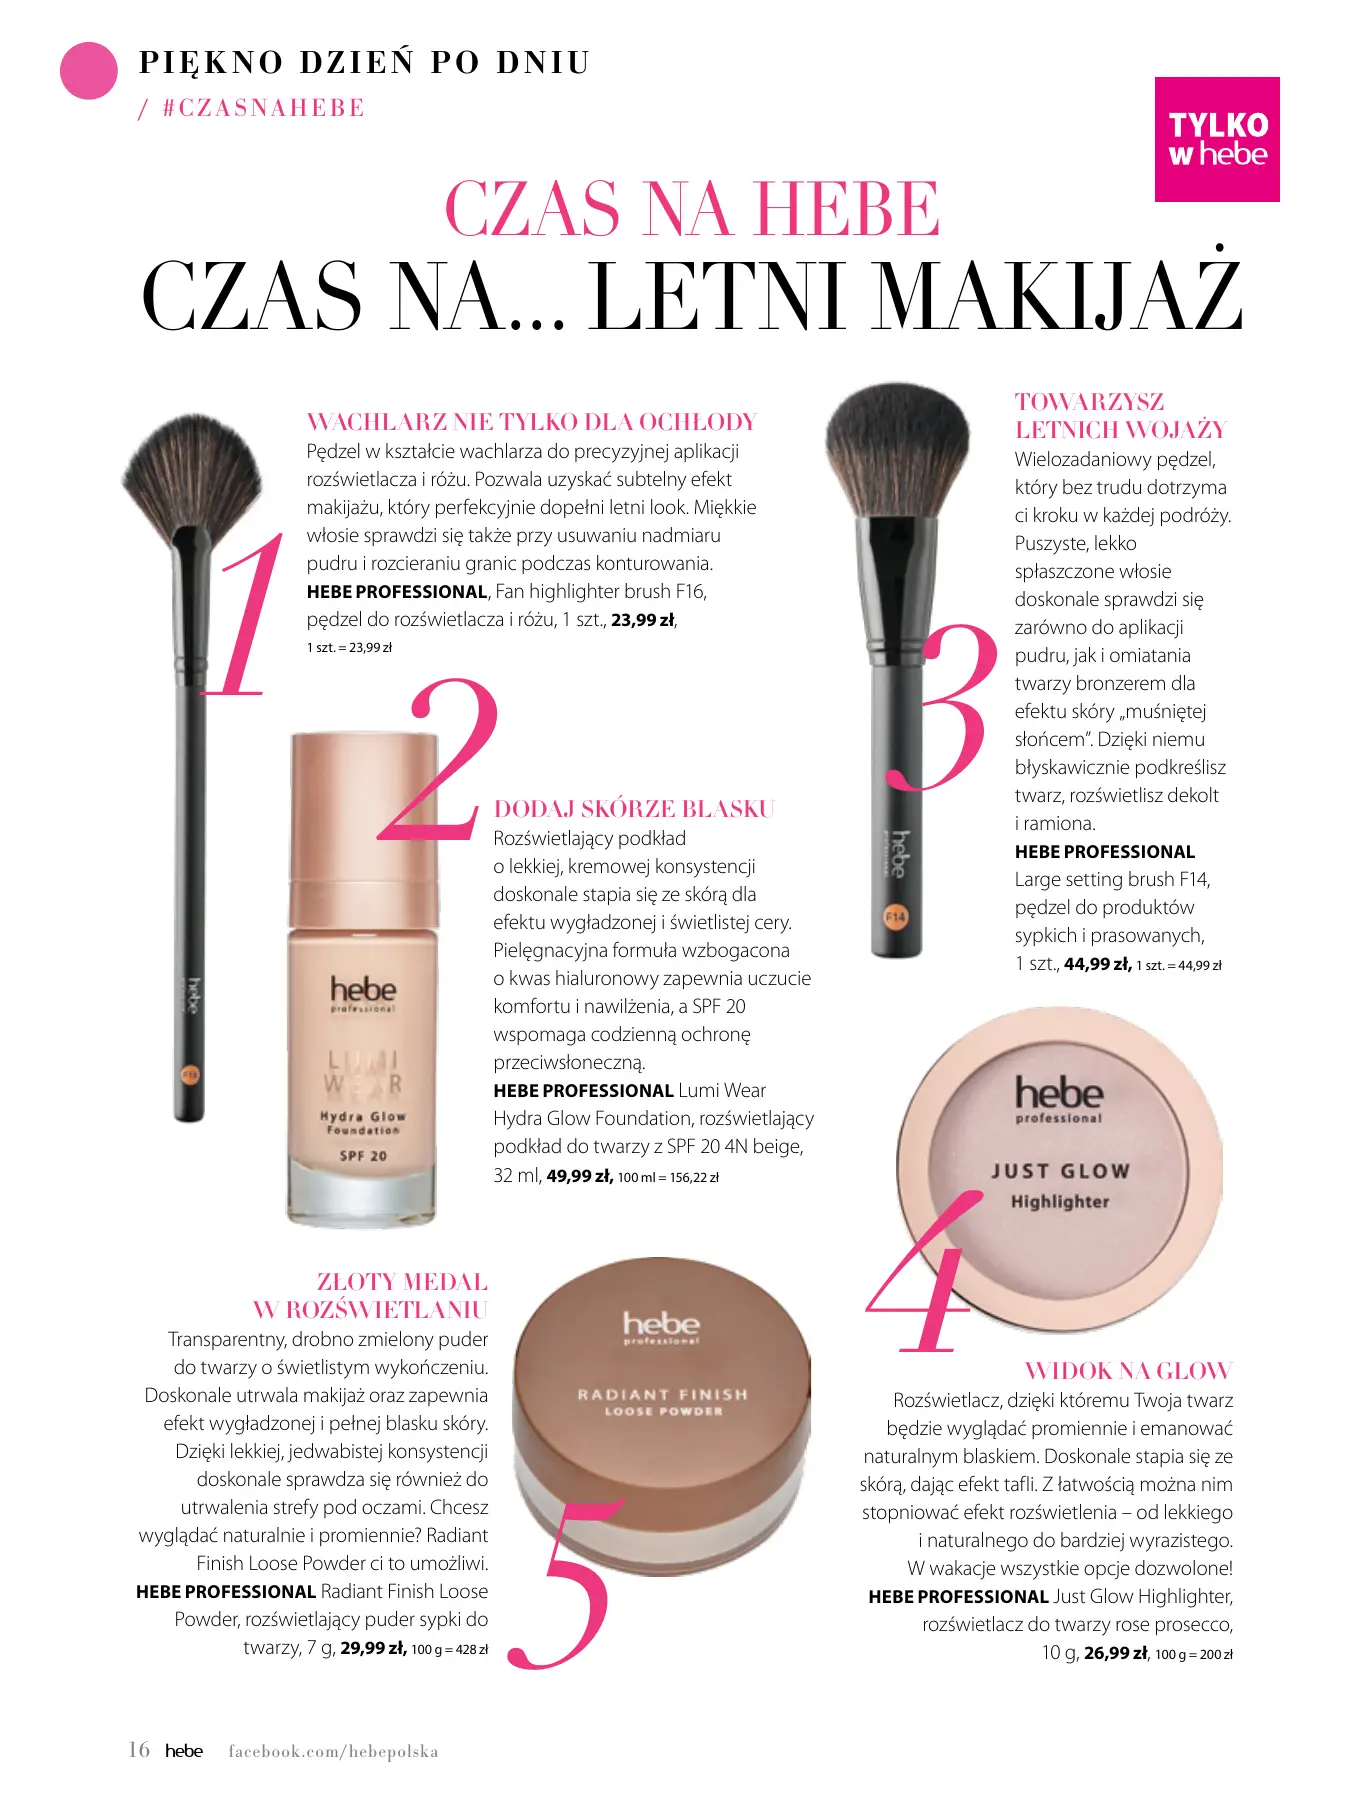 PIĘKNO DZIEŃ PO DNIU
/ #CZASNAHEBE
TYLKO
w hebe
CZAS NA HEBE
CZAS NA... LETNI MAKIJAŻ
1
WACHLARZ NIE TYLKO DLA OCHŁODY
Pędzel w kształcie wachlarza do precyzyjnej aplikacji
rozświetlacza i różu. Pozwala uzyskać subtelny efekt
makijażu, który perfekcyjnie dopełni letni look. Miękkie
włosie sprawdzi się także przy usuwaniu nadmiaru
pudru i rozcieraniu granic podczas konturowania.
HEBE PROFESSIONAL, Fan highlighter brush F16,
pędzel do rozświetlacza i różu, 1 szt., 23,99 zł,
1 szt. = 23,99 zł
hebe
F16
2
DODAJ SKÓRZE BLASKU
Rozświetlający podkład
o lekkiej, kremowej konsystencji
doskonale stapia się ze skórą dla
efektu wygładzonej i świetlistej cery.
Pielęgnacyjna formuła wzbogacona
o kwas hialuronowy zapewnia uczucie
komfortu i nawilżenia, a SPF 20
wspomaga codzienną ochronę
przeciwsłoneczną.
HEBE PROFESSIONAL Lumi Wear
Hydra Glow Foundation, rozświetlający
podkład do twarzy z SPF 20 4N beige,
32 ml, 49,99 zł, 100 ml = 156,22 zł
hebe
professional
LUMI
WEAR
Hydra Glow
Foundation
SPF 20
3
TOWARZYSZ
LETNICH WOJAŻY
Wielozadaniowy pędzel,
który bez trudu dotrzyma
ci kroku w każdej podróży.
Puszyste, lekko
spłaszczone włosie
doskonale sprawdzi się
zarówno do aplikacji
pudru, jak i omiatania
twarzy bronzerem dla
efektu skóry „muśniętej
słońcem”. Dzięki niemu
błyskawicznie podkreślisz
twarz, rozświetlisz dekolt
i ramiona.
HEBE PROFESSIONAL
Large setting brush F14,
pędzel do produktów
sypkich i prasowanych,
1 szt., 44,99 zł, 1 szt. = 44,99 zł
hebe
professional
F14
hebe
professional
JUST GLOW
Highlighter
4
WIDOK NA GLOW
Rozświetlacz, dzięki któremu Twoja twarz
będzie wyglądać promiennie i emanować
naturalnym blaskiem. Doskonale stapia się ze
skórą, dając efekt tafli. Z łatwością można nim
stopniować efekt rozświetlenia – od lekkiego
i naturalnego do bardziej wyrazistego.
W wakacje wszystkie opcje dozwolone!
HEBE PROFESSIONAL Just Glow Highlighter,
rozświetlacz do twarzy rose prosecco,
10 g, 26,99 zł, 100 g = 200 zł
ZŁOTY MEDAL
W ROZŚWIETLANIU
Transparentny, drobno zmielony puder
do twarzy o świetlistym wykończeniu.
Doskonale utrwala makijaż oraz zapewnia
efekt wygładzonej i pełnej blasku skóry.
Dzięki lekkiej, jedwabistej konsystencji
doskonale sprawdza się również do
utrwalenia strefy pod oczami. Chcesz
wyglądać naturalnie i promiennie? Radiant
Finish Loose Powder ci to umożliwi.
HEBE PROFESSIONAL Radiant Finish Loose
Powder, rozświetlający puder sypki do
twarzy, 7 g, 29,99 zł, 100 g = 428 zł
hebe
professional
RADIANT FINISH
LOOSE POWDER
5
16 hebe facebook.com/hebepolska